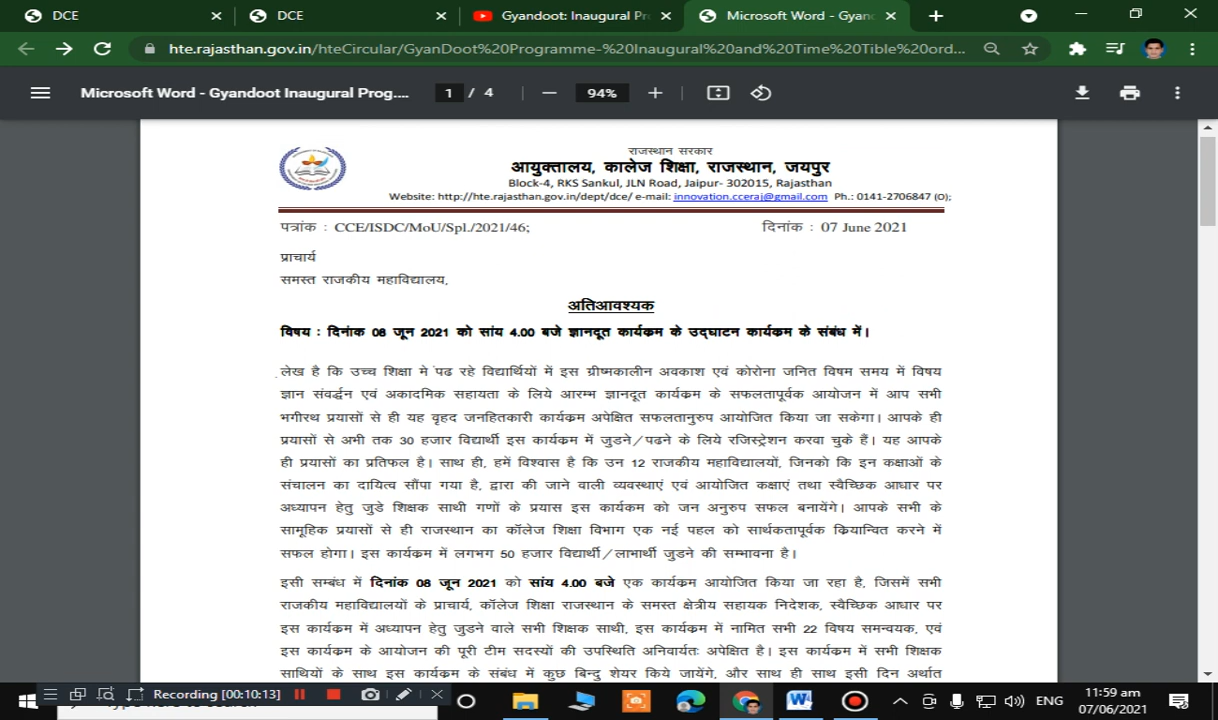 DCE
DCE
Gyandoot: Inaugural Pr
Microsoft Word - Gyand
hte.rajasthan.gov.in/hteCircular/GyanDoot%20Programme-%20Inaugural%20and%20Time%20Tible%20ord...
Microsoft Word - Gyandoot Inaugural Prog....
1 / 4
94%
राजस्थान सरकार
आयुक्तालय, कालेज शिक्षा, राजस्थान, जयपुर
Block-4, RKS Sankul, JLN Road, Jaipur- 302015, Rajasthan
Website: http://hte.rajasthan.gov.in/dept/dce/ e-mail: innovation.cceraj@gmail.com Ph.: 0141-2706847 (O);
पत्रांक : CCE/ISDC/MoU/Spl./2021/46;
दिनांक : 07 June 2021
प्राचार्य
समस्त राजकीय महाविद्यालय,
अतिआवश्यक
विषय : दिनांक 08 जून 2021 को सांय 4.00 बजे ज्ञानदूत कार्यक्रम के उद्घाटन कार्यक्रम के संबंध में।
लेख है कि उच्च शिक्षा मे पढ रहे विद्यार्थियों में इस ग्रीष्मकालीन अवकाश एवं कोरोना जनित विषम समय में विषय
ज्ञान संवर्द्धन एवं अकादमिक सहायता के लिये आरम्भ ज्ञानदूत कार्यक्रम के सफलतापूर्वक आयोजन में आप सभी
भगीरथ प्रयासों से ही यह वृहद जनहितकारी कार्यक्रम अपेक्षित सफलतानुरुप आयोजित किया जा सकेगा। आपके ही
प्रयासों से अभी तक 30 हजार विद्यार्थी इस कार्यक्रम में जुडने/पढने के लिये रजिस्ट्रेशन करवा चुके हैं। यह आपके
ही प्रयासों का प्रतिफल है। साथ ही, हमें विश्वास है कि उन 12 राजकीय महाविद्यालयों, जिनको कि इन कक्षाओं के
संचालन का दायित्व सौंपा गया है, द्वारा की जाने वाली व्यवस्थाएं एवं आयोजित कक्षाएं तथा स्वैच्छिक आधार पर
अध्यापन हेतु जुडे शिक्षक साथी गणों के प्रयास इस कार्यक्रम को जन अनुरुप सफल बनायेंगे। आपके सभी के
सामूहिक प्रयासों से ही राजस्थान का कॉलेज शिक्षा विभाग एक नई पहल को सार्थकतापूर्वक क्रियान्वित करने में
सफल होगा। इस कार्यक्रम में लगभग 50 हजार विद्यार्थी/लाभार्थी जुडने की सम्भावना है।
इसी सम्बंध में दिनांक 08 जून 2021 को सांय 4.00 बजे एक कार्यक्रम आयोजित किया जा रहा है, जिसमें सभी
राजकीय महाविद्यालयों के प्राचार्य, कॉलेज शिक्षा राजस्थान के समस्त क्षेत्रीय सहायक निदेशक, स्वैच्छिक आधार पर
इस कार्यक्रम में अध्यापन हेतु जुडने वाले सभी शिक्षक साथी, इस कार्यक्रम में नामित सभी 22 विषय समन्वयक, एवं
इस कार्यक्रम के आयोजन की पूरी टीम सदस्यों की उपस्थिति अनिवार्यतः अपेक्षित है। इस कार्यक्रम में सभी शिक्षक
साथियों के साथ इस कार्यक्रम के संबंध में कुछ बिन्दु शेयर किये जायेंगे, और साथ ही साथ इसी दिन अर्थात
Recording [00:10:13]
ENG
11:59 am
07/06/2021